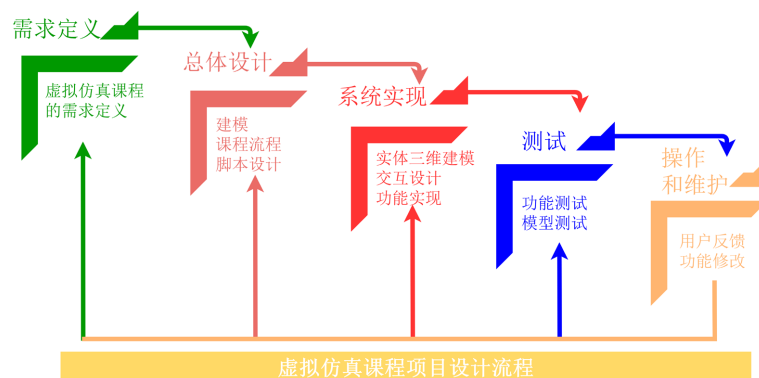 需求定义
虚拟仿真课程
的需求定义
总体设计
建模
课程流程
脚本设计
系统实现
实体三维建模
交互设计
功能实现
测试
功能测试
模型测试
操作
和维护
用户反馈
功能修改
虚拟仿真课程项目设计流程